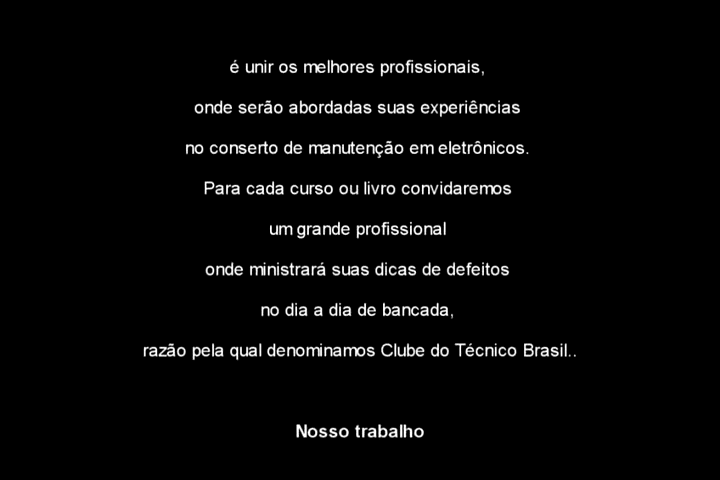 é unir os melhores profissionais,
onde serão abordadas suas experiências
no conserto de manutenção em eletrônicos.
Para cada curso ou livro convidaremos
um grande profissional
onde ministrará suas dicas de defeitos
no dia a dia de bancada,
razão pela qual denominamos Clube do Técnico Brasil..
Nosso trabalho